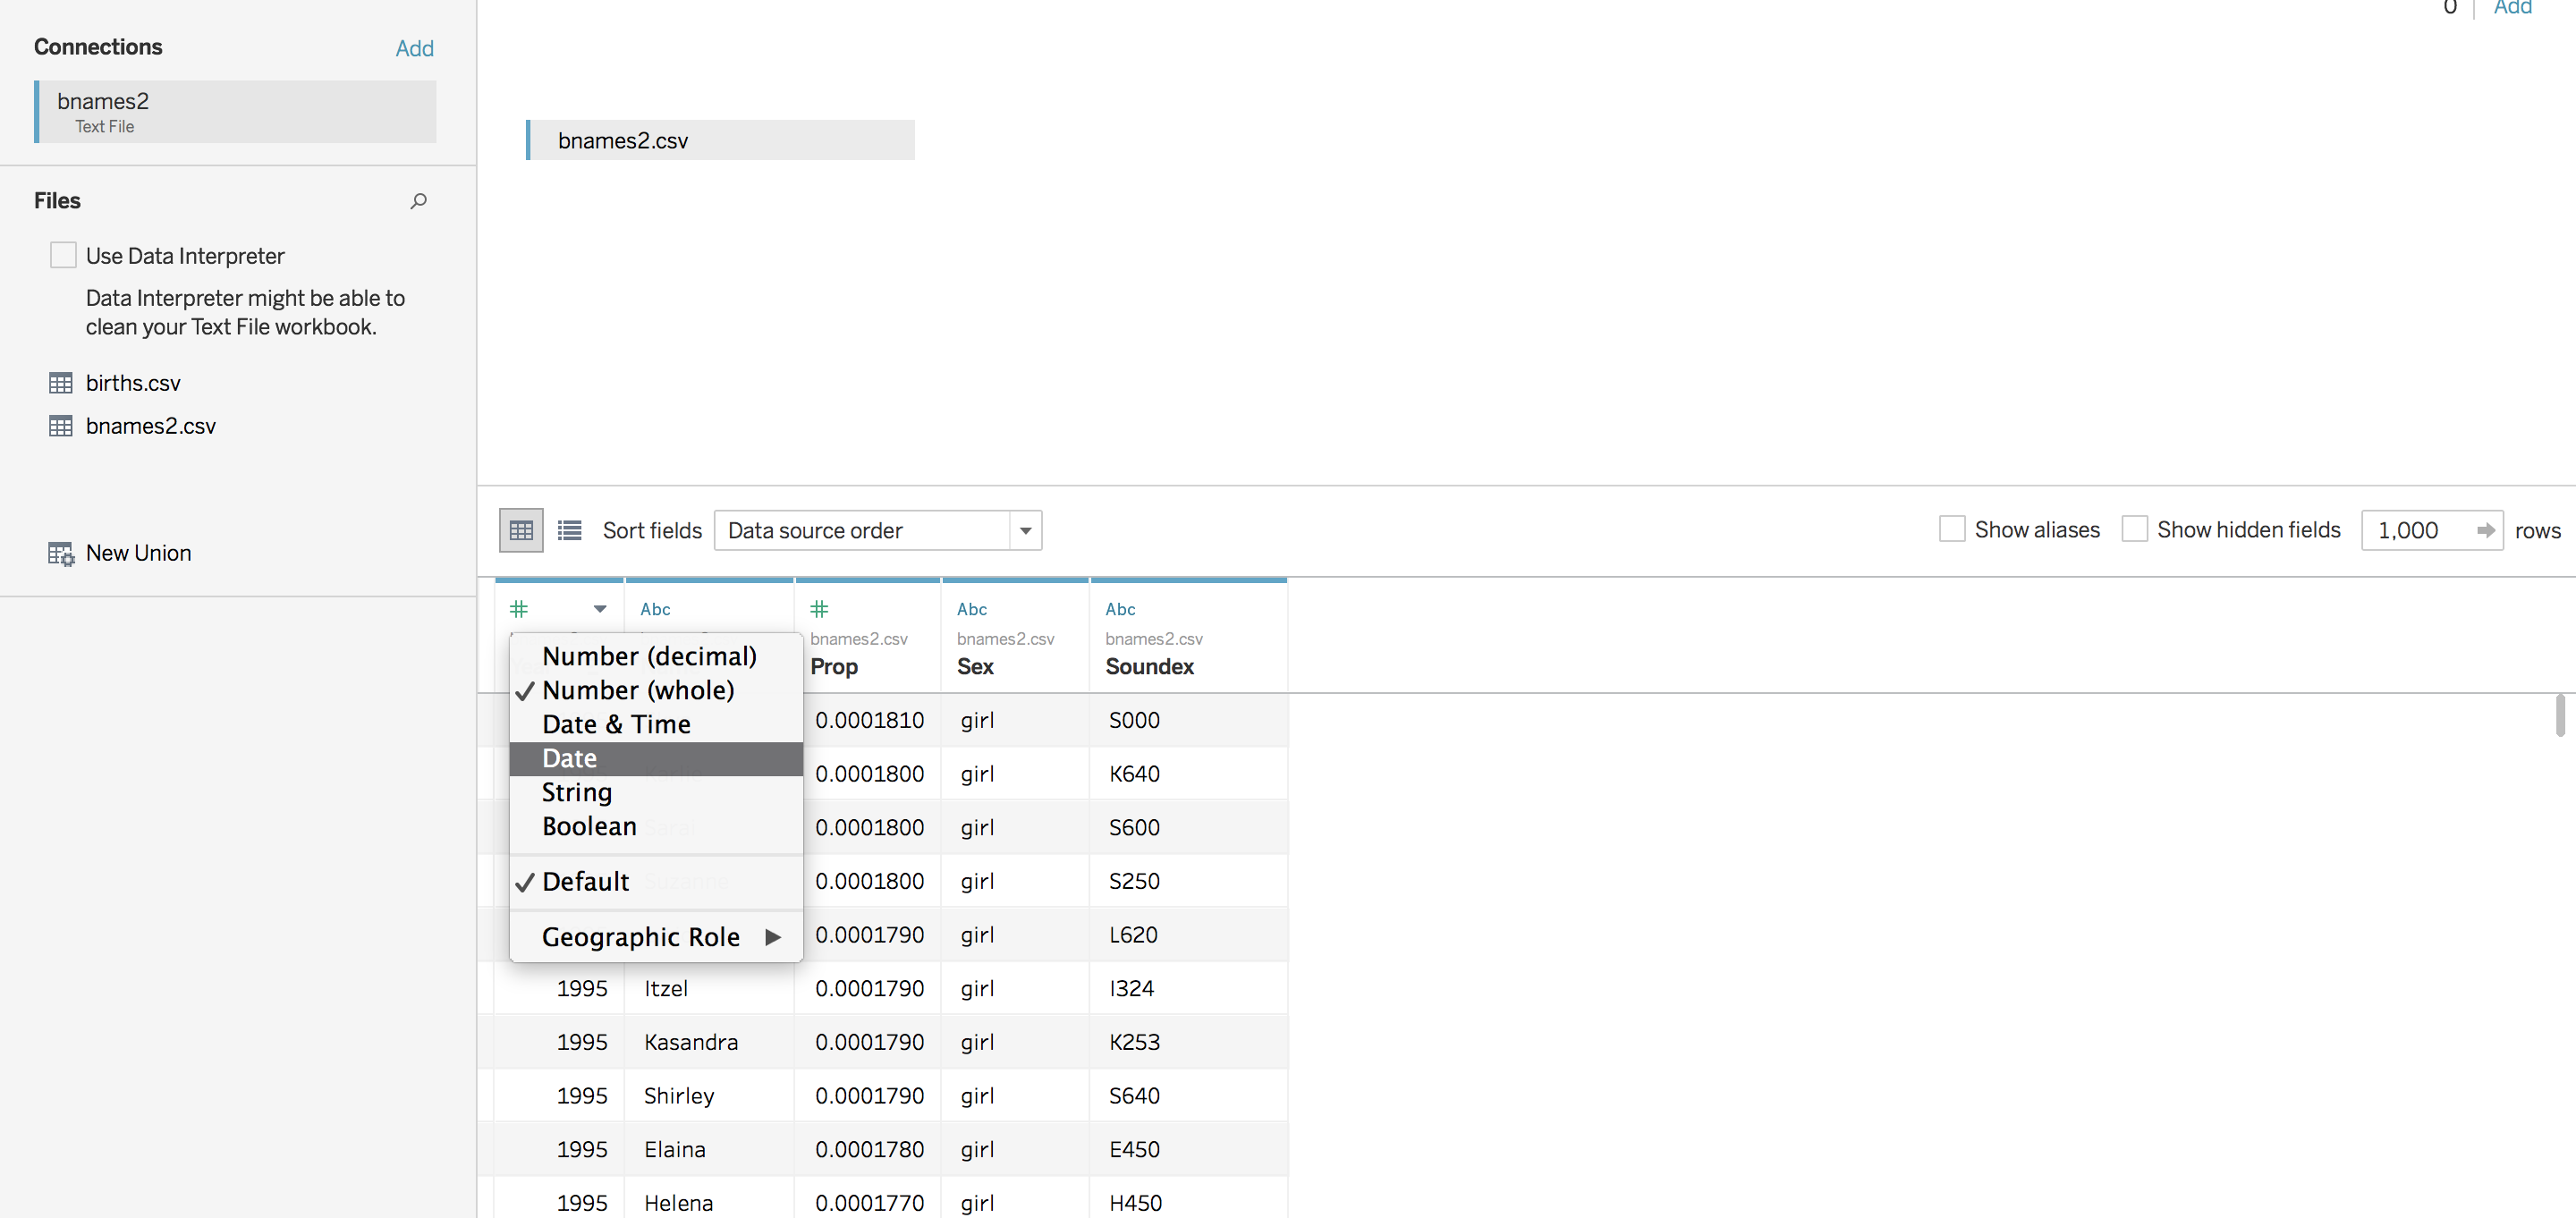 0 Add
Connections Add
bnames2
Text File
bnames2.csv
Files
Use Data Interpreter
Data Interpreter might be able to
clean your Text File workbook.
births.csv
bnames2.csv
New Union
Sort fields Data source order Show aliases Show hidden fields 1,000 rows
Abc Abc Abc
bnames2.csv bnames2.csv bnames2.csv
Prop Sex Soundex
Number (decimal)
Number (whole)
Date & Time
Date
String
Boolean
Default
Geographic Role
0.0001810 girl S000
0.0001800 girl K640
0.0001800 girl S600
0.0001800 girl S250
0.0001790 girl L620
1995 Itzel 0.0001790 girl I324
1995 Kasandra 0.0001790 girl K253
1995 Shirley 0.0001790 girl S640
1995 Elaina 0.0001780 girl E450
1995 Helena 0.0001770 girl H450